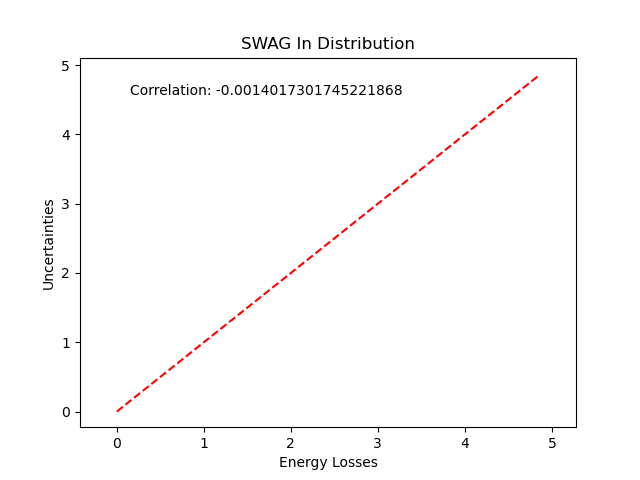 SWAG In Distribution
Correlation: -0.0014017301745221868
Uncertainties
5
4
3
2
1
0
0 1 2 3 4 5
Energy Losses